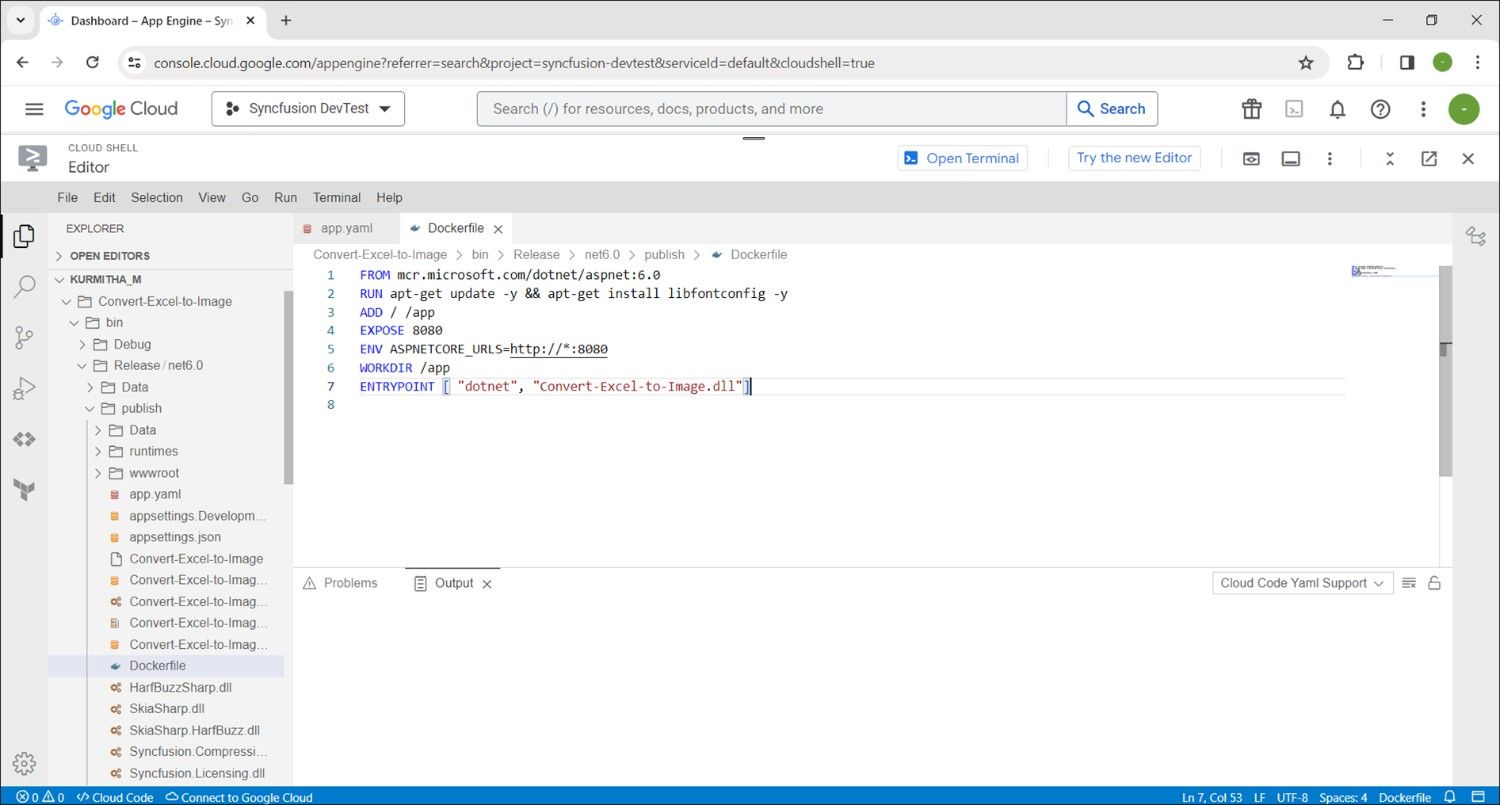 Dashboard – App Engine – Syn
console.cloud.google.com/appengine?referrer=search&project=syncfusion-devtest&serviceId=default&cloudshell=true
Google Cloud
Syncfusion DevTest
Search (/) for resources, docs, products, and more
Search
CLOUD SHELL
Editor
Open Terminal
Try the new Editor
File Edit Selection View Go Run Terminal Help
EXPLORER
OPEN EDITORS
KURMITHA_M
Convert-Excel-to-Image
bin
Debug
Release/net6.0
Data
publish
Data
runtimes
wwwroot
app.yaml
appsettings.Developm...
appsettings.json
Convert-Excel-to-Image
Convert-Excel-to-Imag...
Convert-Excel-to-Imag...
Convert-Excel-to-Imag...
Convert-Excel-to-Imag...
Dockerfile
HarfBuzzSharp.dll
SkiaSharp.dll
SkiaSharp.HarfBuzz.dll
Syncfusion.Compressi...
Syncfusion.Licensing.dll
app.yaml
Dockerfile
Convert-Excel-to-Image > bin > Release > net6.0 > publish > Dockerfile
1 FROM mcr.microsoft.com/dotnet/aspnet:6.0
2 RUN apt-get update -y && apt-get install libfontconfig -y
3 ADD / /app
4 EXPOSE 8080
5 ENV ASPNETCORE_URLS=http://*:8080
6 WORKDIR /app
7 ENTRYPOINT [ "dotnet", "Convert-Excel-to-Image.dll"]
8
Problems
Output
Cloud Code Yaml Support
0 0 Cloud Code Connect to Google Cloud
Ln 7, Col 53 LF UTF-8 Spaces: 4 Dockerfile